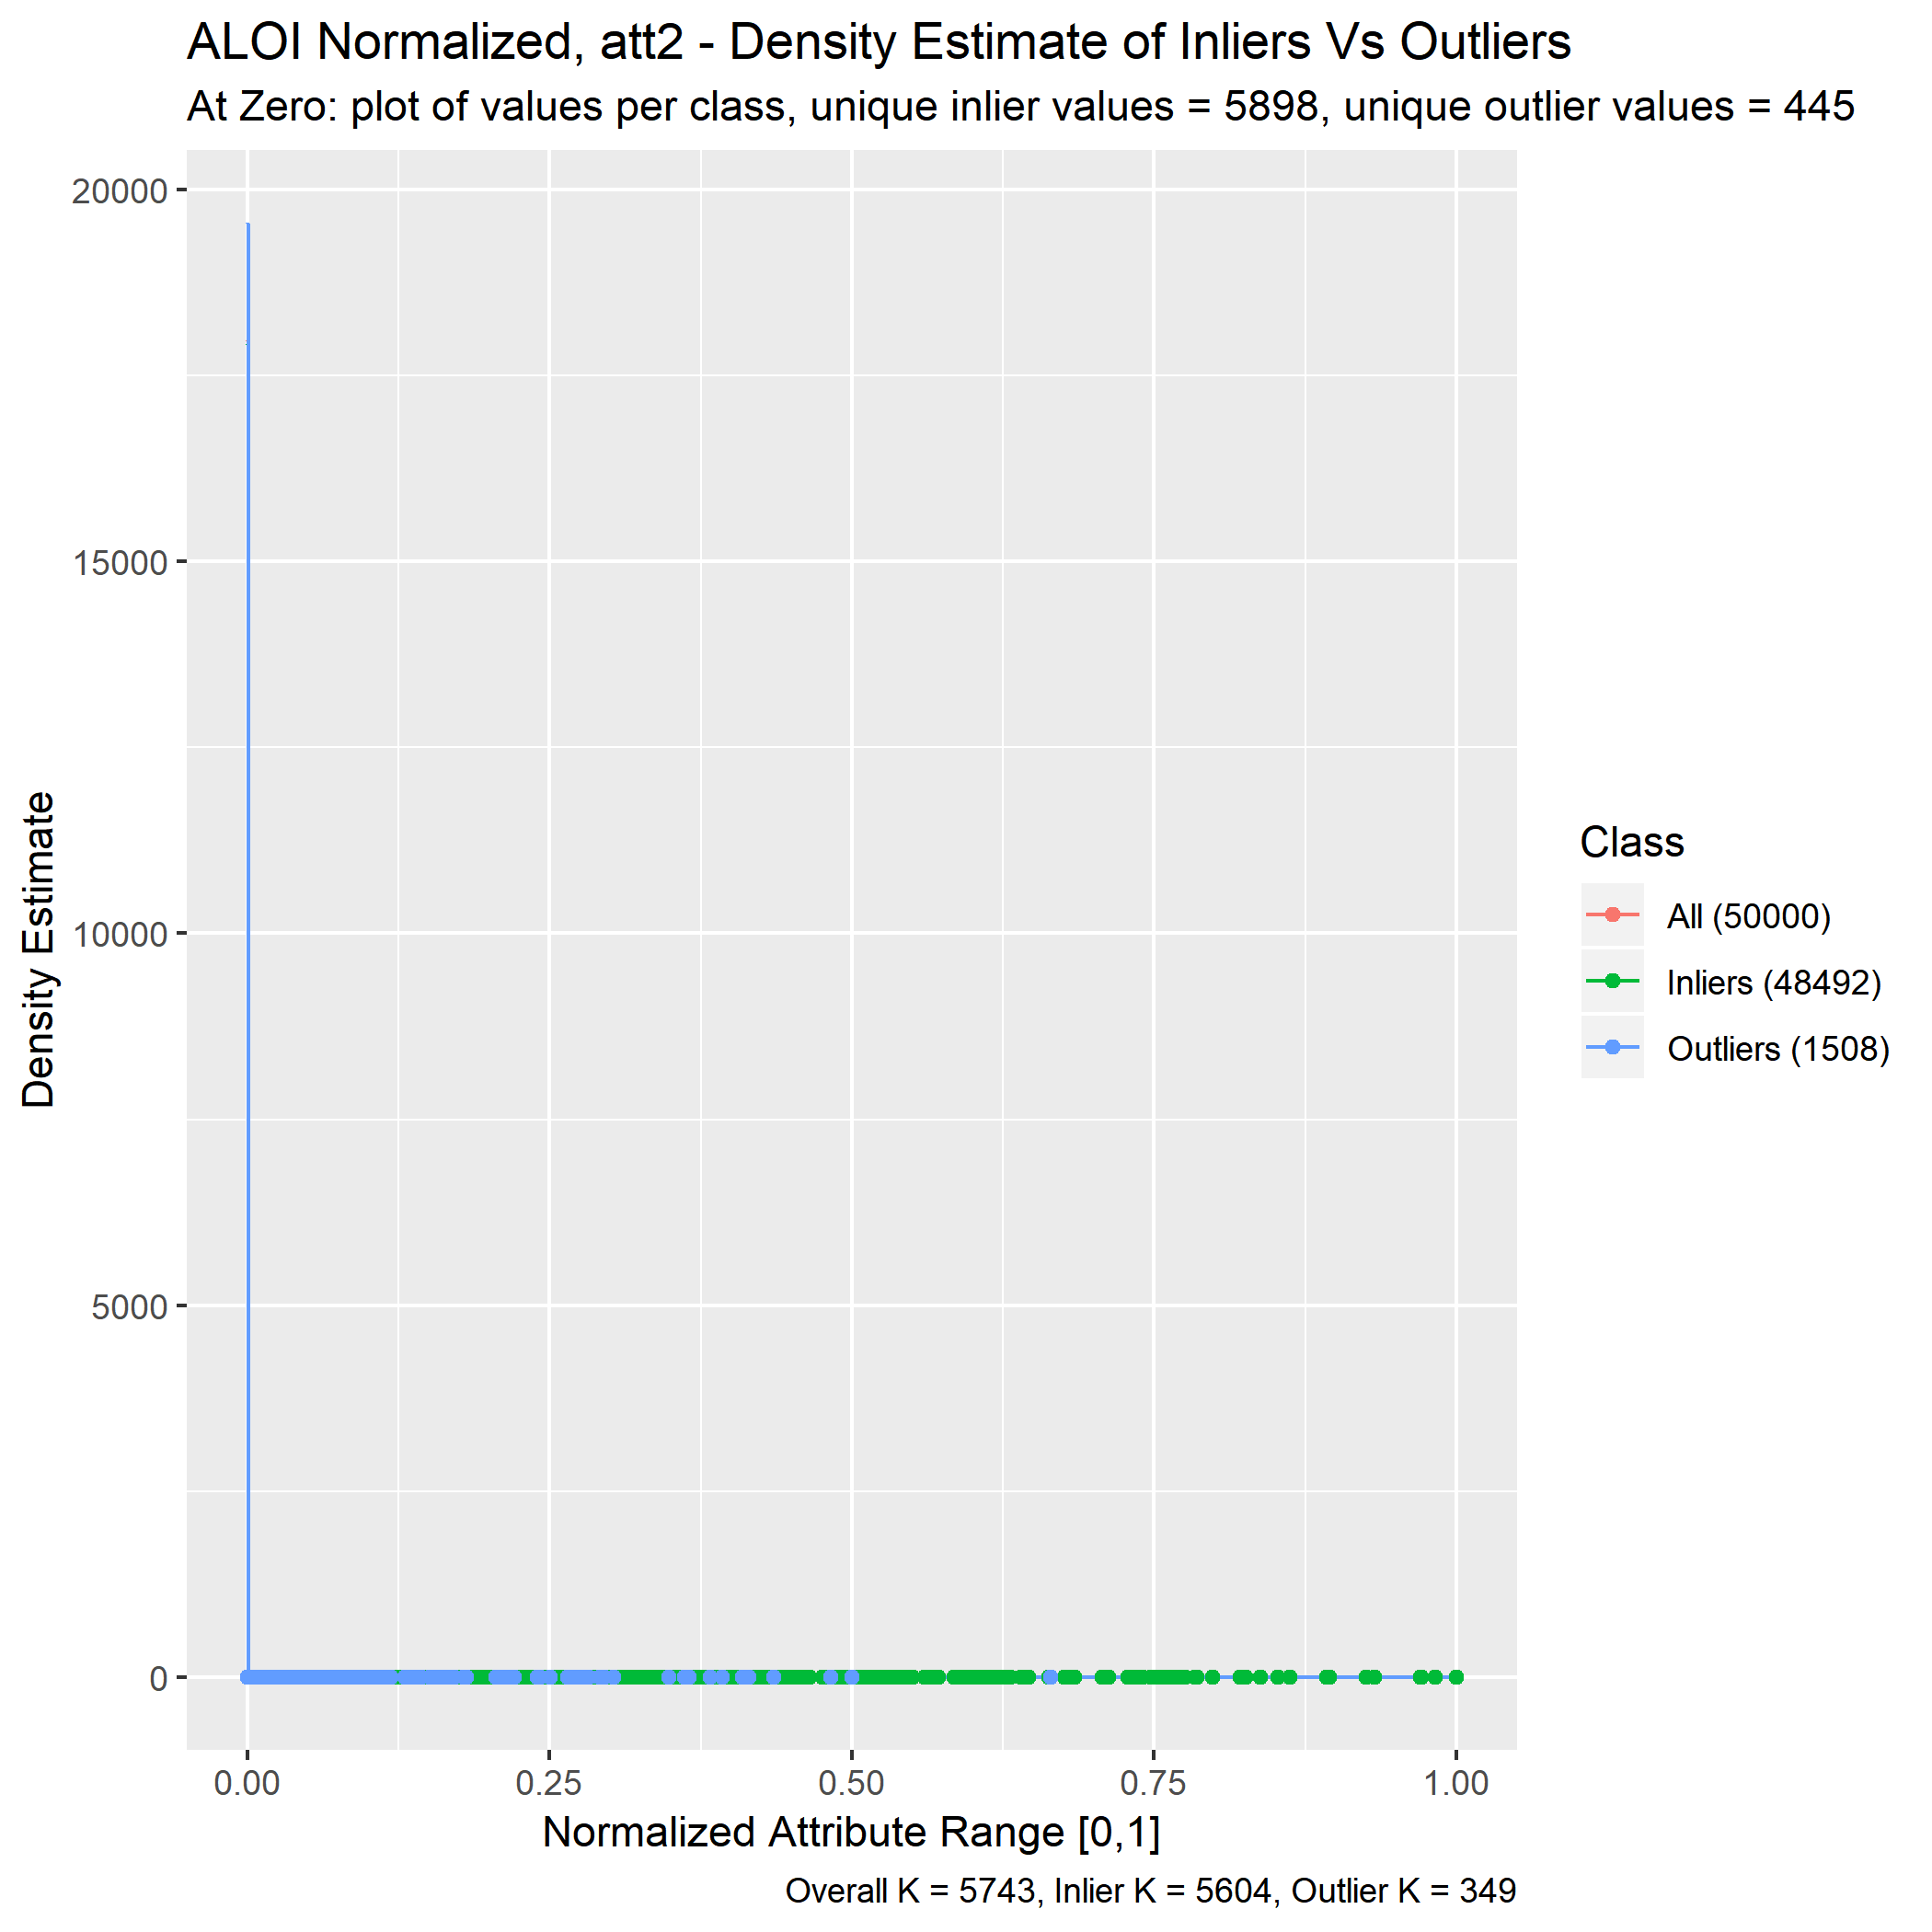 ALOI Normalized, att2 - Density Estimate of Inliers Vs Outliers
At Zero: plot of values per class, unique inlier values = 5898, unique outlier values = 445
20000
15000
10000
5000
0
Density Estimate
0.00 0.25 0.50 0.75 1.00
Normalized Attribute Range [0,1]
Overall K = 5743, Inlier K = 5604, Outlier K = 349
Class
All (50000)
Inliers (48492)
Outliers (1508)